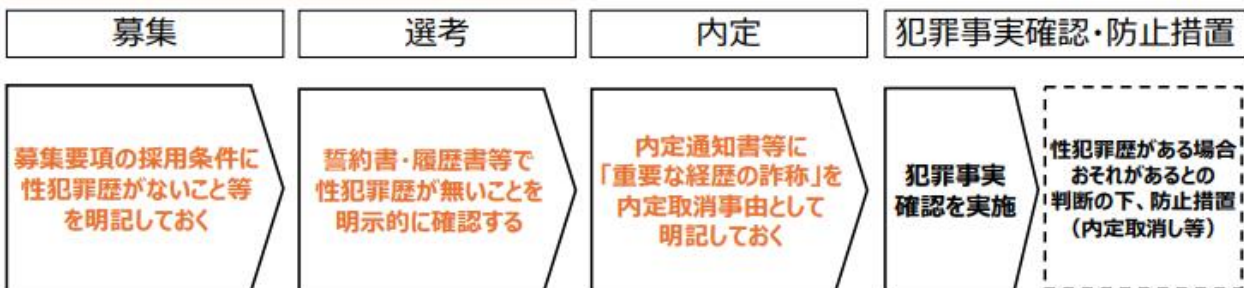 募集
選考
内定
犯罪事実確認・防止措置
募集要項の採用条件に
性犯罪歴がないこと等
を明記しておく
誓約書・履歴書等で
性犯罪歴が無いことを
明示的に確認する
内定通知書等に
「重要な経歴の詐称」を
内定取消事由として
明記しておく
犯罪事実
確認を実施
性犯罪歴がある場合
おそれがあるとの
判断の下、防止措置
（内定取消し等）